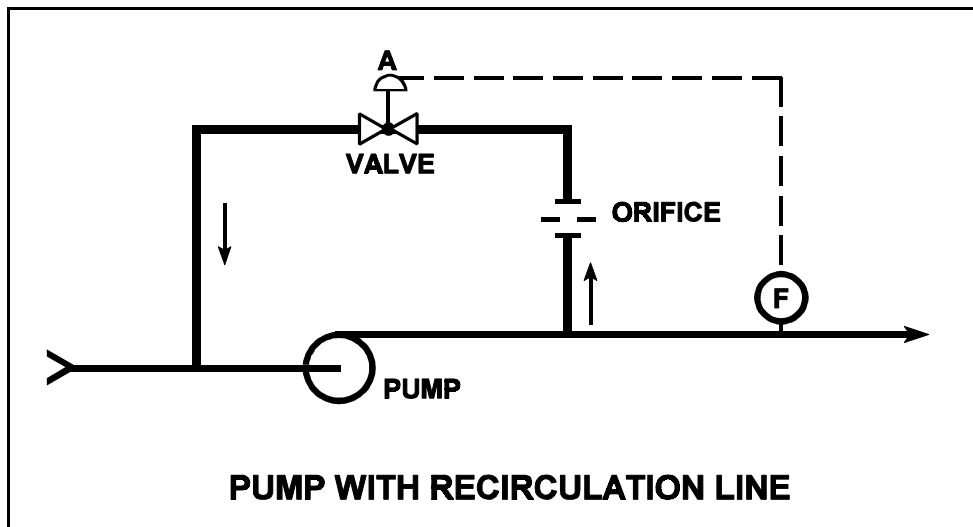 A
VALVE
ORIFICE
F
PUMP
PUMP WITH RECIRCULATION LINE